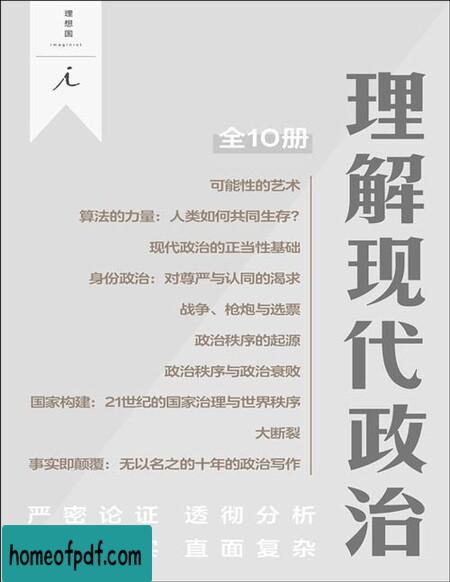 理想国
imaginist
理解现代政治
全10册
可能性的艺术
算法的力量：人类如何共同生存？
现代政治的正当性基础
身份政治：对尊严与认同的渴求
战争、枪炮与选票
政治秩序的起源
政治秩序与政治衰败
国家构建：21世纪的国家治理与世界秩序
大断裂
事实即颠覆：无以名之的十年的政治写作
严密论证 透彻分析
直面复杂
homeofpdf.com